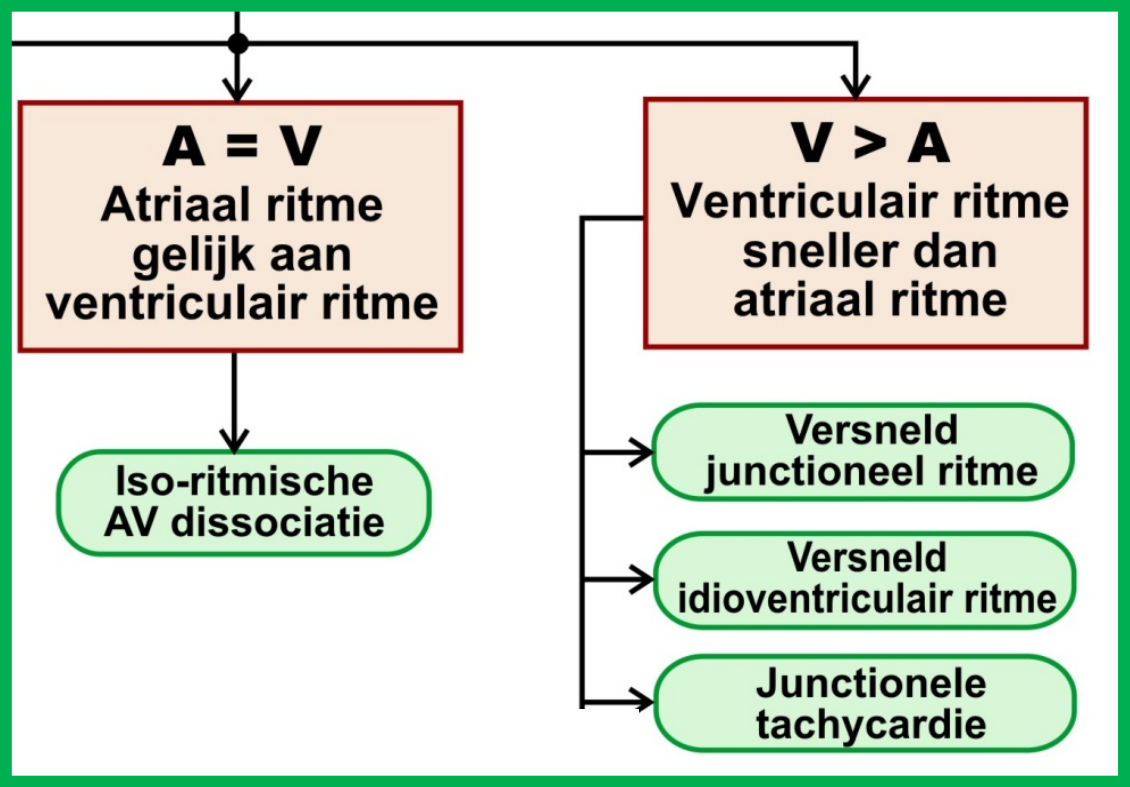 A = V
Atriaal ritme
gelijk aan
ventriculair ritme
Iso-ritmische
AV dissociatie
V > A
Ventriculair ritme
sneller dan
atriaal ritme
Versneld
junctioneel ritme
Versneld
idioventriculair ritme
Junctionele
tachycardie